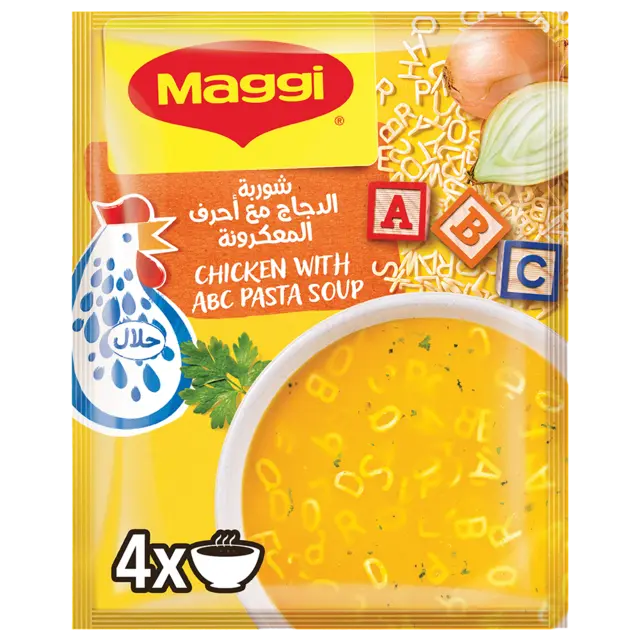 Maggi
®
شوربة
الدجاج مع أحرف
المعكرونة
CHICKEN WITH
ABC PASTA SOUP
A
B
C
حلال
4x